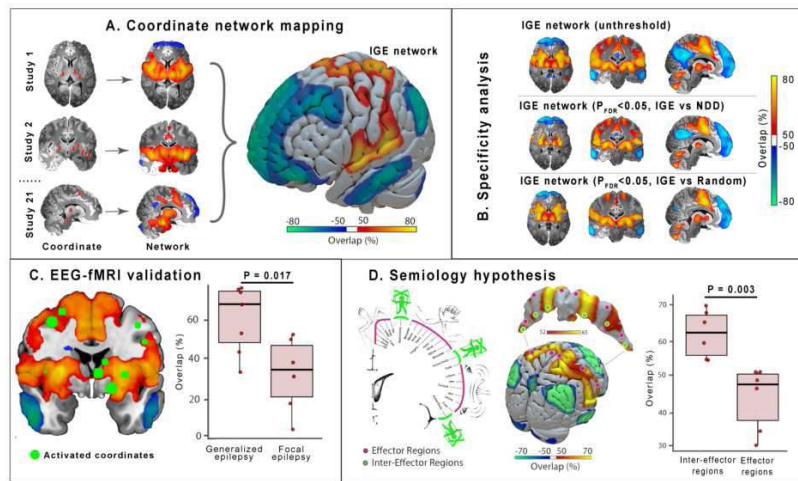 A. Coordinate network mapping
Study 1
Study 2
......
Study 21
Coordinate
Network
IGE network
-80 -50 50 80
Overlap (%)
B. Specificity analysis
IGE network (unthreshold)
IGE network (PFDR<0.05, IGE vs NDD)
IGE network (PFDR<0.05, IGE vs Random)
80
50
-50
-80
Overlap (%)
C. EEG-fMRI validation
Activated coordinates
P = 0.017
Overlap (%)
60
40
20
0
Generalized epilepsy
Focal epilepsy
D. Semiology hypothesis
Effector Regions
Inter-Effector Regions
-70 -50 50 70
Overlap (%)
P = 0.003
Overlap (%)
70
60
50
40
30
Inter-effector regions
Effector regions